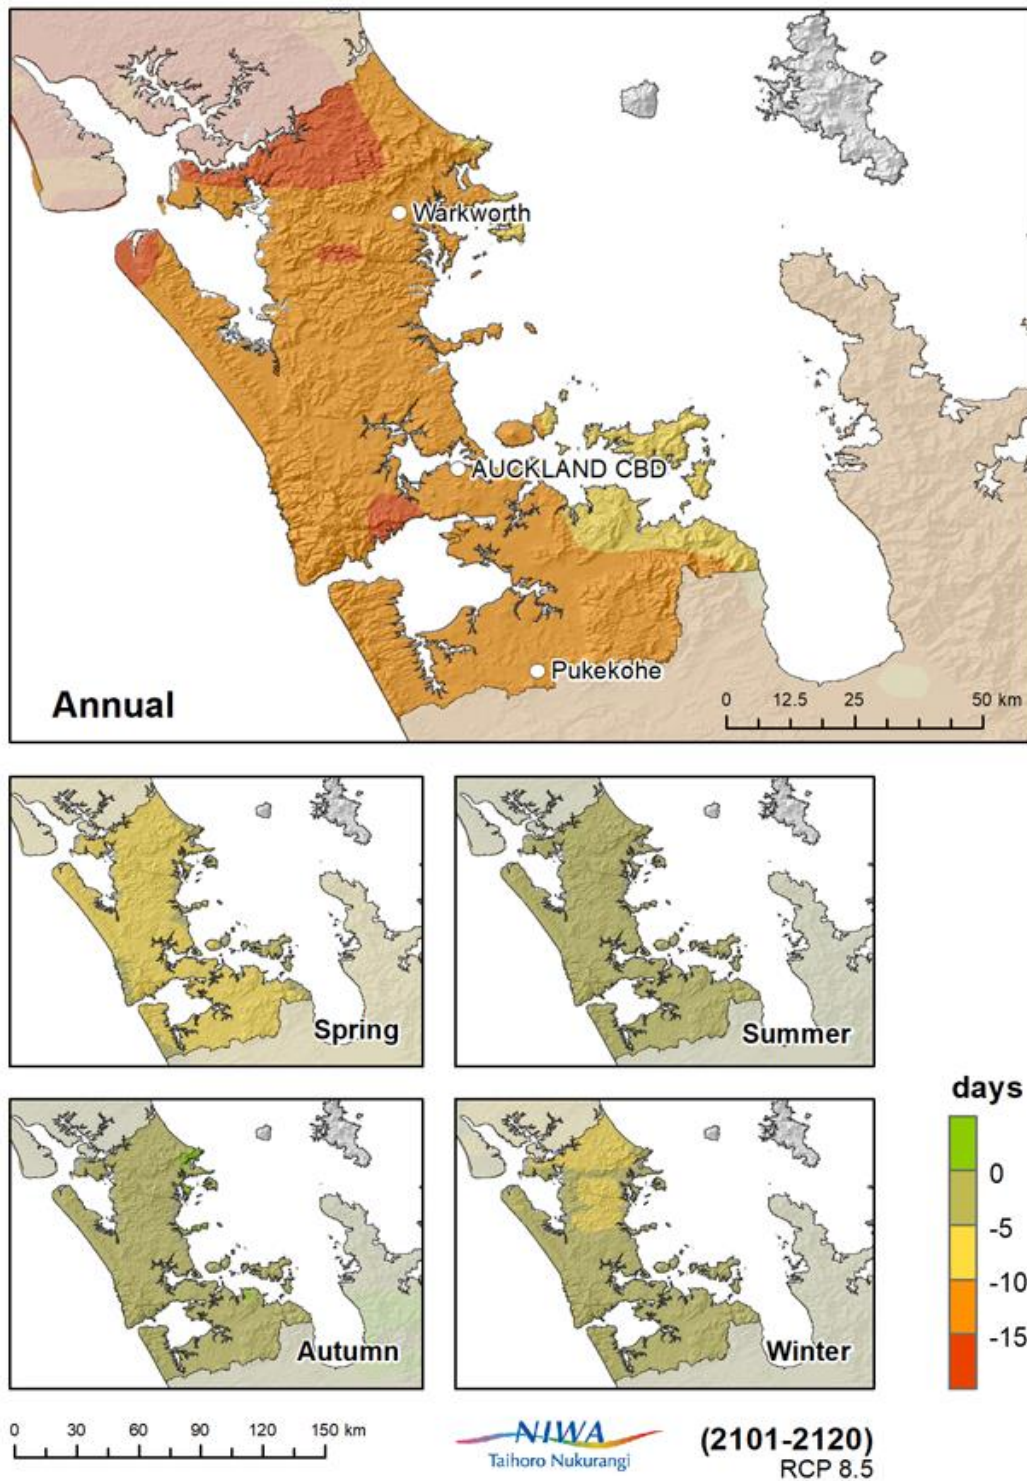 Warkworth
AUCKLAND CBD
Pukekohe
Annual
0 12.5 25 50 km
Spring
Summer
Autumn
Winter
days
0
-5
-10
-15
0 30 60 90 120 150 km
NIWA
Taihoro Nukurangi
(2101-2120)
RCP 8.5